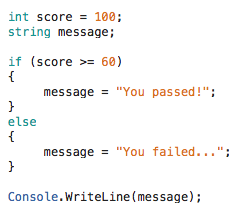 int score = 100;
string message;
if (score >= 60)
{
message = "You passed!";
}
else
{
message = "You failed...";
}
Console.WriteLine(message);